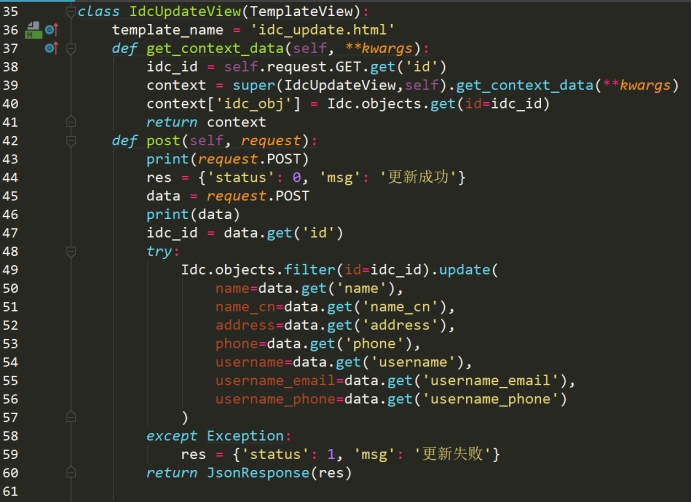 35 class IdcUpdateView(TemplateView):
36     template_name = 'idc_update.html'
37     def get_context_data(self, **kwargs):
38         idc_id = self.request.GET.get('id')
39         context = super(IdcUpdateView,self).get_context_data(**kwargs)
40         context['idc_obj'] = Idc.objects.get(id=idc_id)
41         return context
42     def post(self, request):
43         print(request.POST)
44         res = {'status': 0, 'msg': '更新成功'}
45         data = request.POST
46         print(data)
47         idc_id = data.get('id')
48         try:
49             Idc.objects.filter(id=idc_id).update(
50                 name=data.get('name'),
51                 name_cn=data.get('name_cn'),
52                 address=data.get('address'),
53                 phone=data.get('phone'),
54                 username=data.get('username'),
55                 username_email=data.get('username_email'),
56                 username_phone=data.get('username_phone')
57             )
58         except Exception:
59             res = {'status': 1, 'msg': '更新失败'}
60         return JsonResponse(res)
61